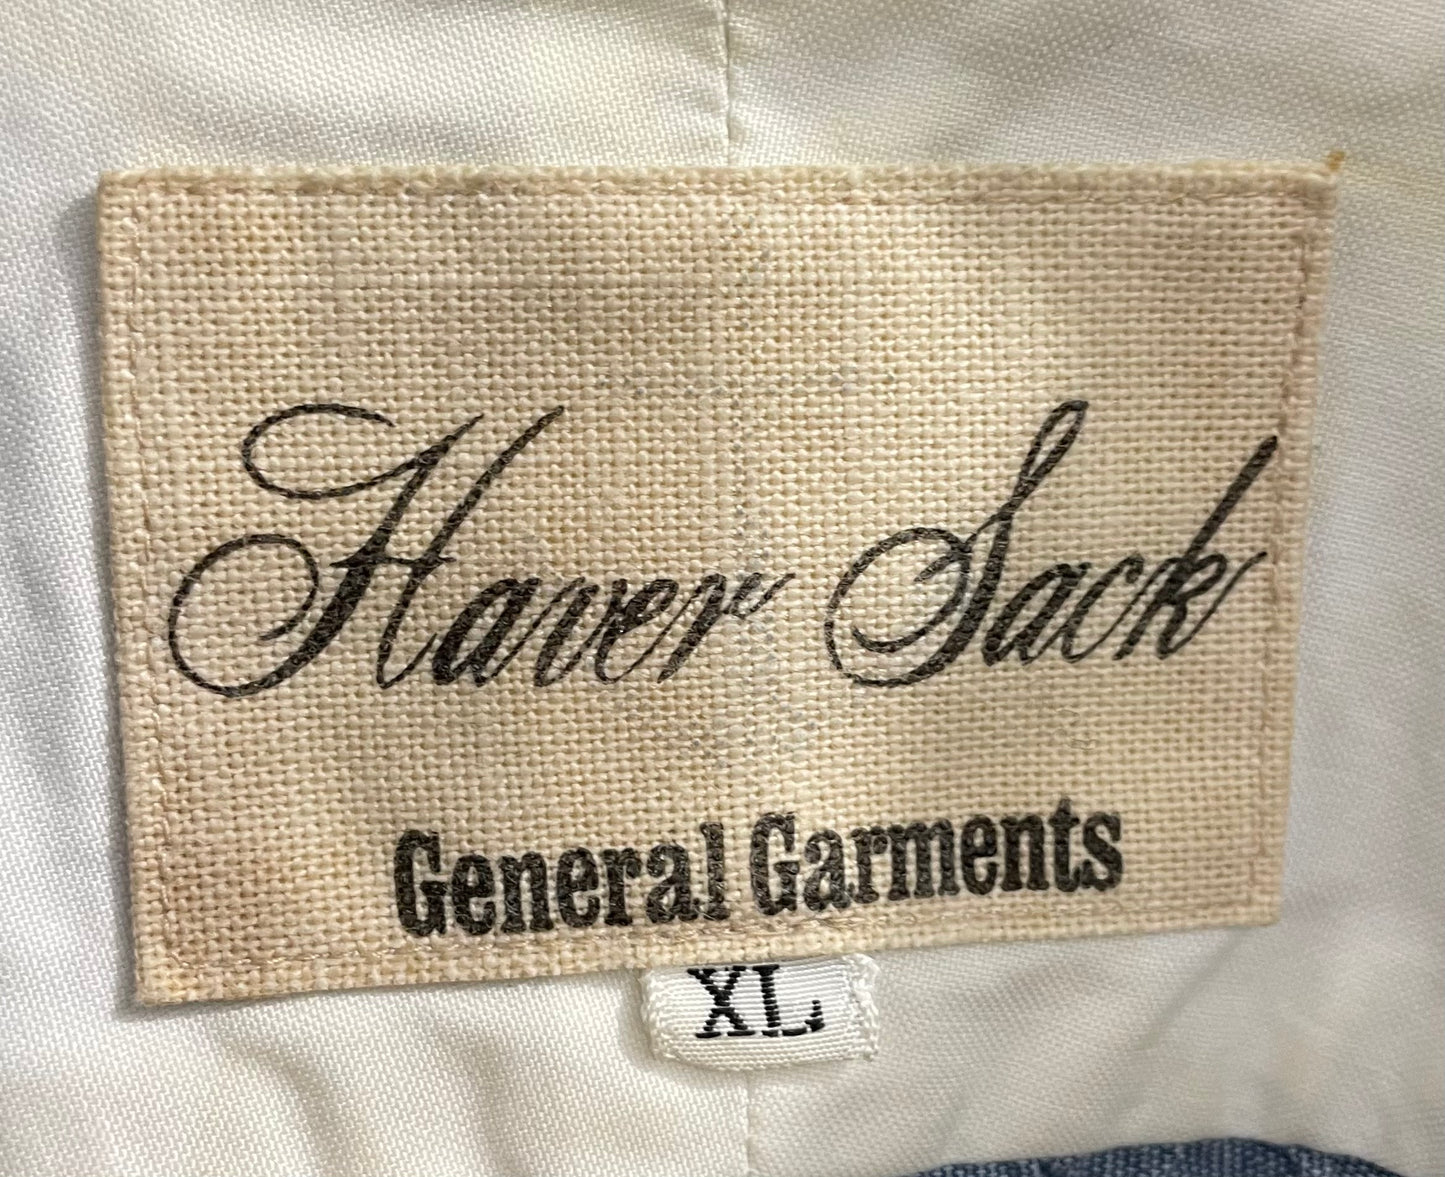 Haver Sack
General Garments
XL